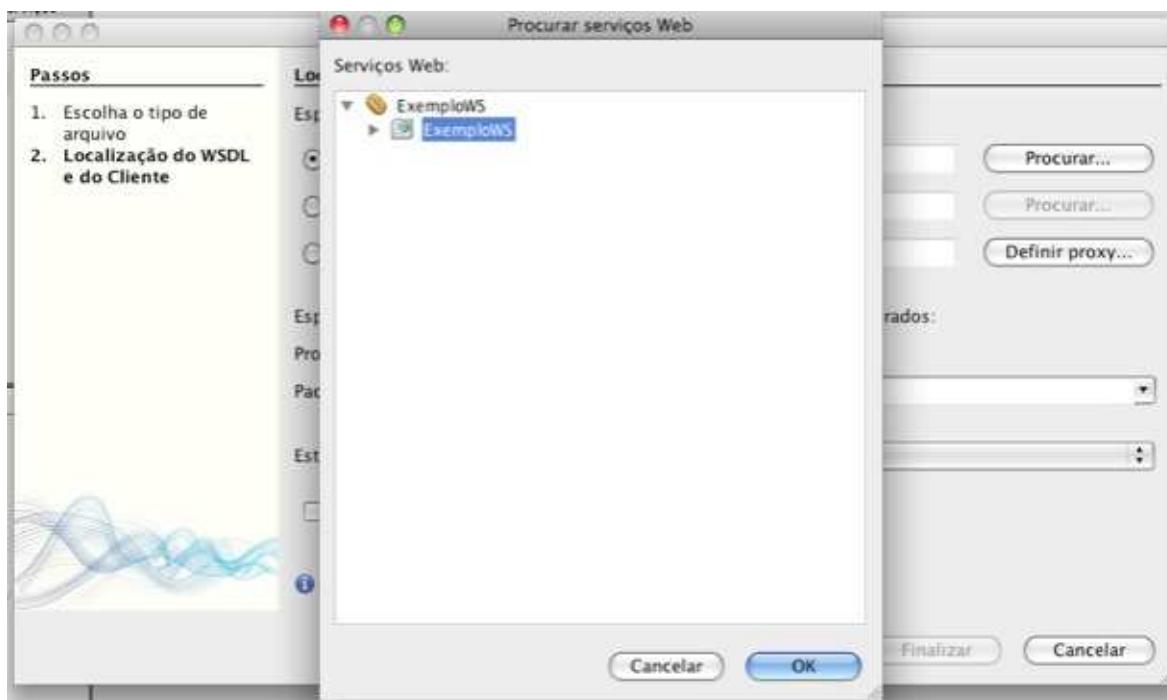 Procurar serviços Web
Passos
1. Escolha o tipo de
arquivo
2. Localização do WSDL
e do Cliente
Serviços Web:
ExemploWS
ExemploWS
Procurar...
Procurar...
Definir proxy...
rados:
Cancelar
OK
Finalizar
Cancelar